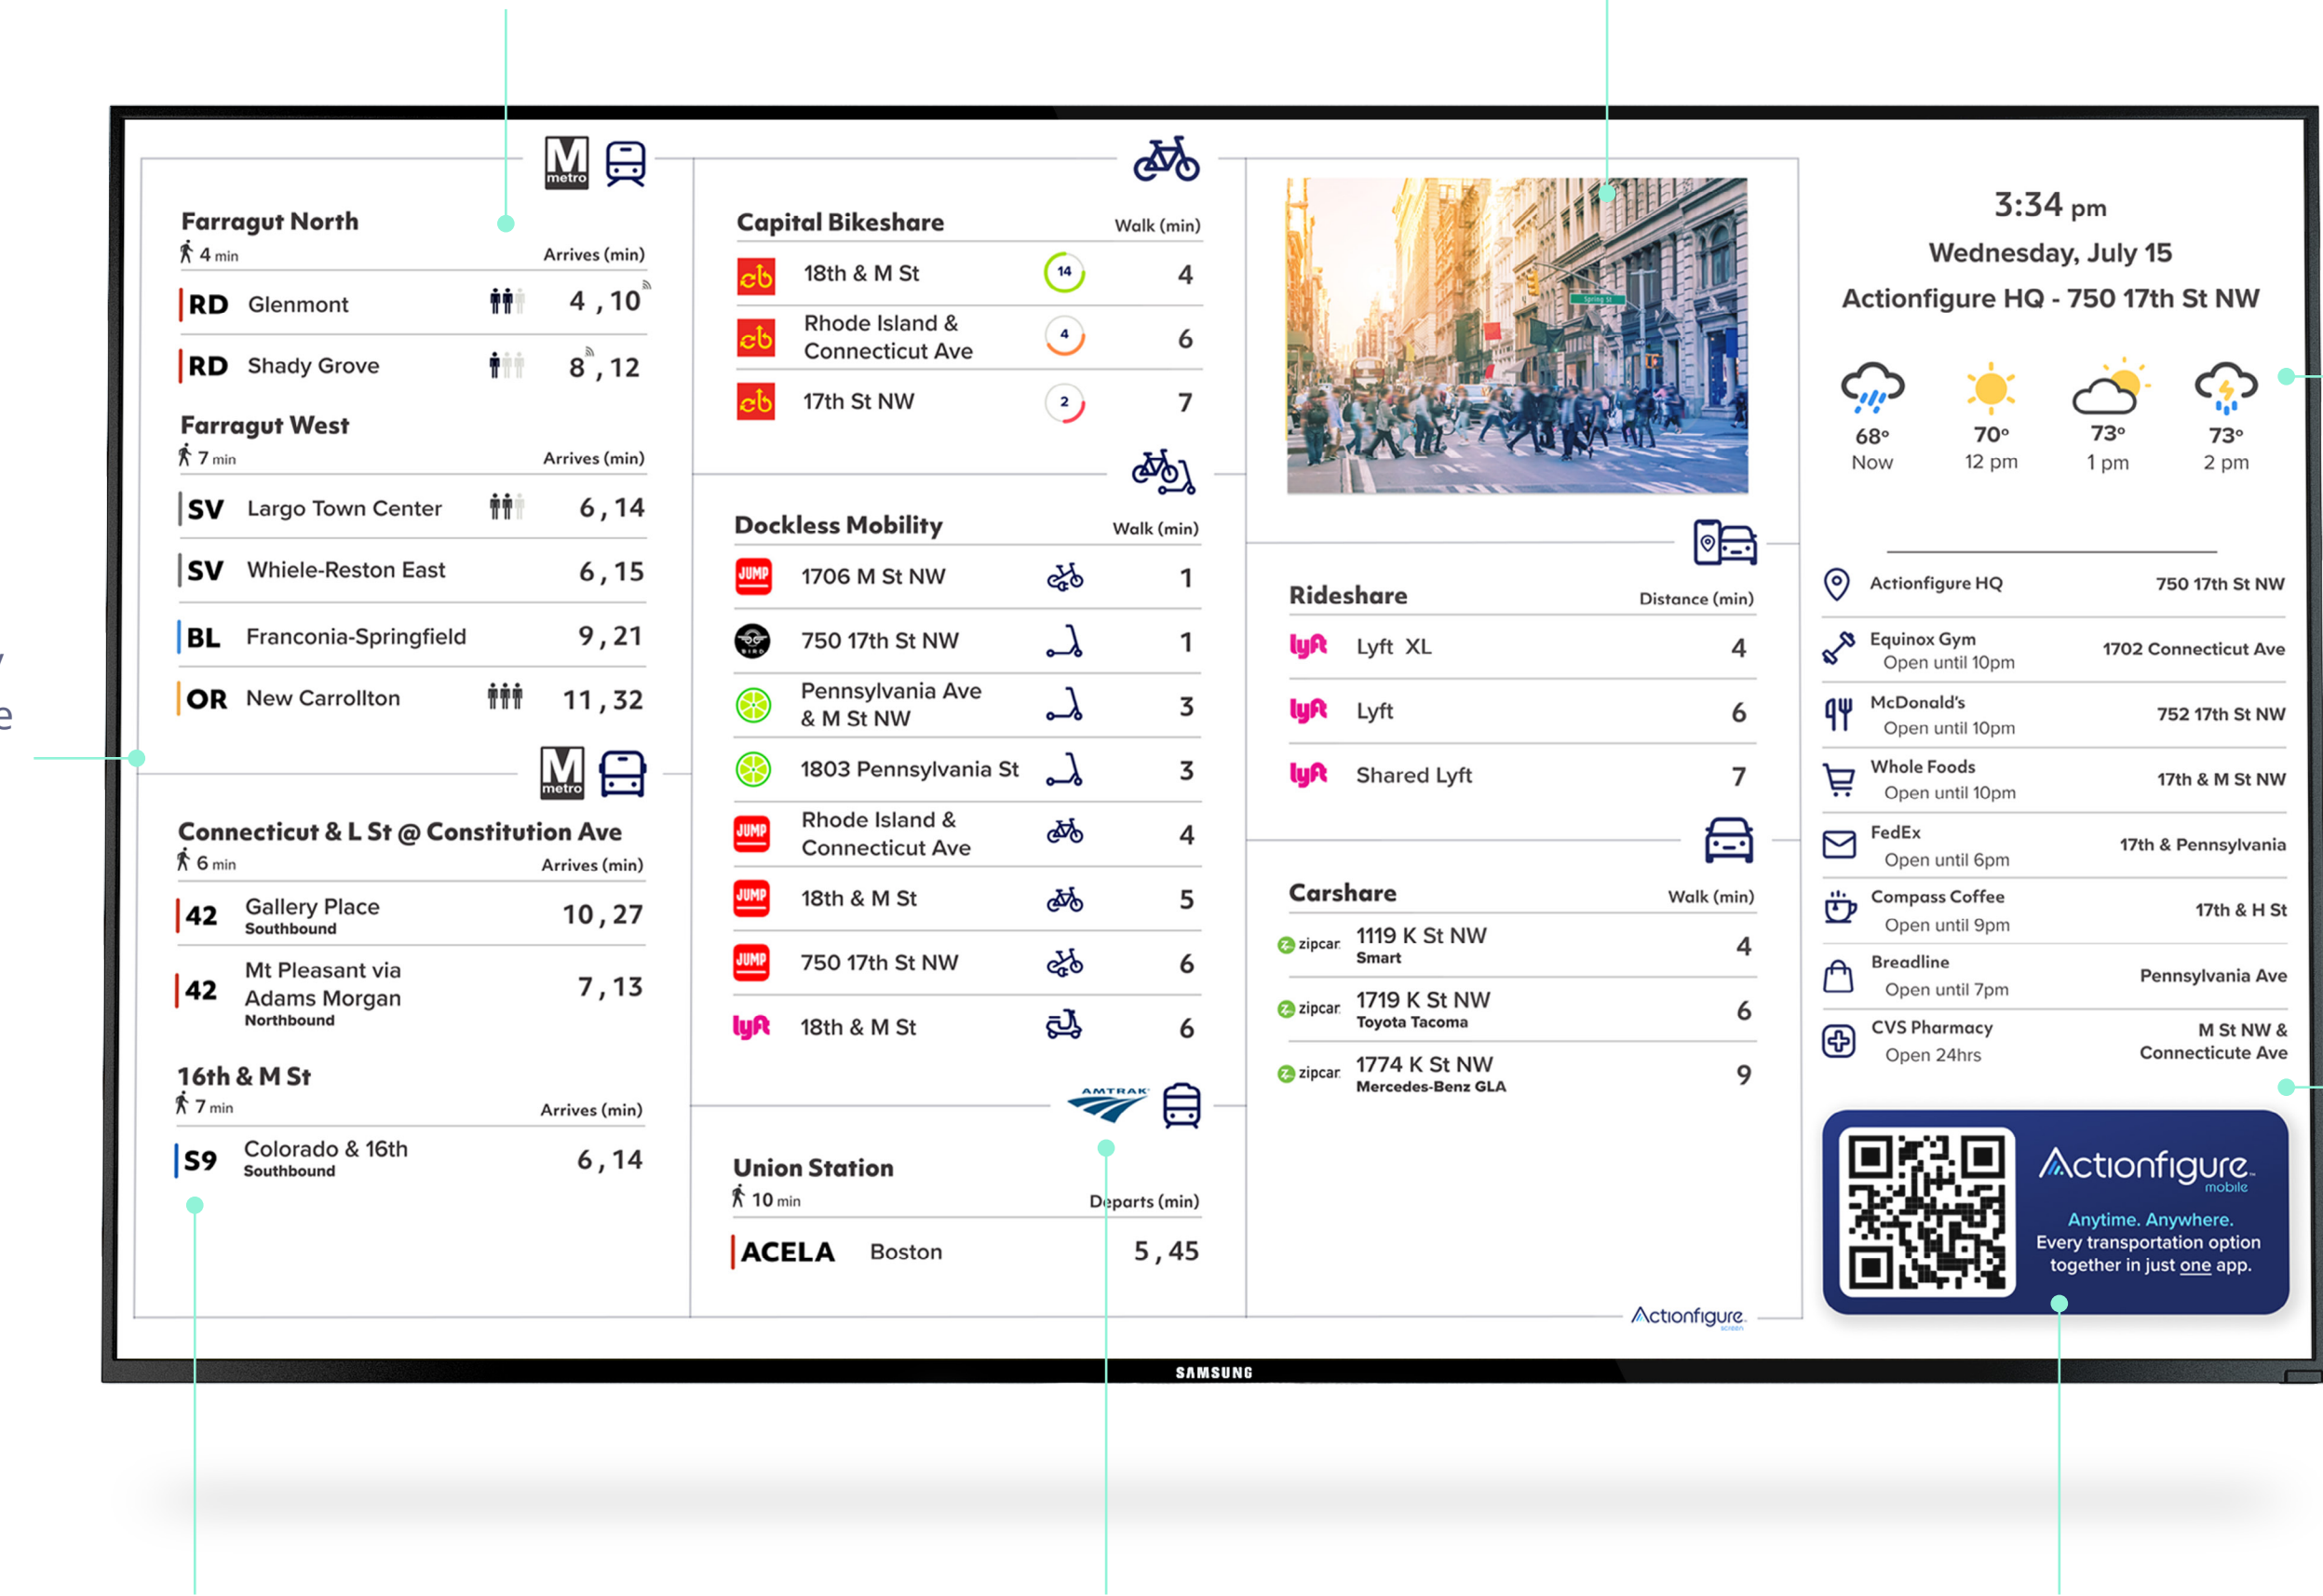 y
e
metro
Farragut North
4 min Arrives (min)
RD Glenmont 4 , 10
RD Shady Grove 8 , 12
Farragut West
7 min Arrives (min)
SV Largo Town Center 6 , 14
SV Whiele-Reston East 6 , 15
BL Franconia-Springfield 9 , 21
OR New Carrollton 11 , 32
metro
Connecticut & L St @ Constitution Ave
6 min Arrives (min)
42 Gallery Place 10 , 27
Southbound
42 Mt Pleasant via
Adams Morgan 7 , 13
Northbound
16th & M St
7 min Arrives (min)
S9 Colorado & 16th 6 , 14
Southbound
Capital Bikeshare Walk (min)
cb 18th & M St 14 4
cb Rhode Island &
Connecticut Ave 4 6
cb 17th St NW 2 7
Dockless Mobility Walk (min)
JUMP 1706 M St NW 1
BIRD 750 17th St NW 1
Pennsylvania Ave
& M St NW 3
1803 Pennsylvania St 3
JUMP Rhode Island &
Connecticut Ave 4
JUMP 18th & M St 5
JUMP 750 17th St NW 6
lyft 18th & M St 6
AMTRAK
Union Station
10 min Departs (min)
ACELA Boston 5 , 45
Spring St
Rideshare Distance (min)
lyft Lyft XL 4
lyft Lyft 6
lyft Shared Lyft 7
Carshare Walk (min)
zipcar 1119 K St NW 4
Smart
zipcar 1719 K St NW 6
Toyota Tacoma
zipcar 1774 K St NW 9
Mercedes-Benz GLA
Actionfigure
screen
3:34 pm
Wednesday, July 15
Actionfigure HQ - 750 17th St NW
68° 70° 73° 73°
Now 12 pm 1 pm 2 pm
Actionfigure HQ 750 17th St NW
Equinox Gym 1702 Connecticut Ave
Open until 10pm
McDonald's 752 17th St NW
Open until 10pm
Whole Foods 17th & M St NW
Open until 10pm
FedEx 17th & Pennsylvania
Open until 6pm
Compass Coffee 17th & H St
Open until 9pm
Breadline Pennsylvania Ave
Open until 7pm
CVS Pharmacy M St NW &
Open 24hrs Connecticute Ave
Actionfigure
mobile
Anytime. Anywhere.
Every transportation option
together in just one app.
SAMSUNG